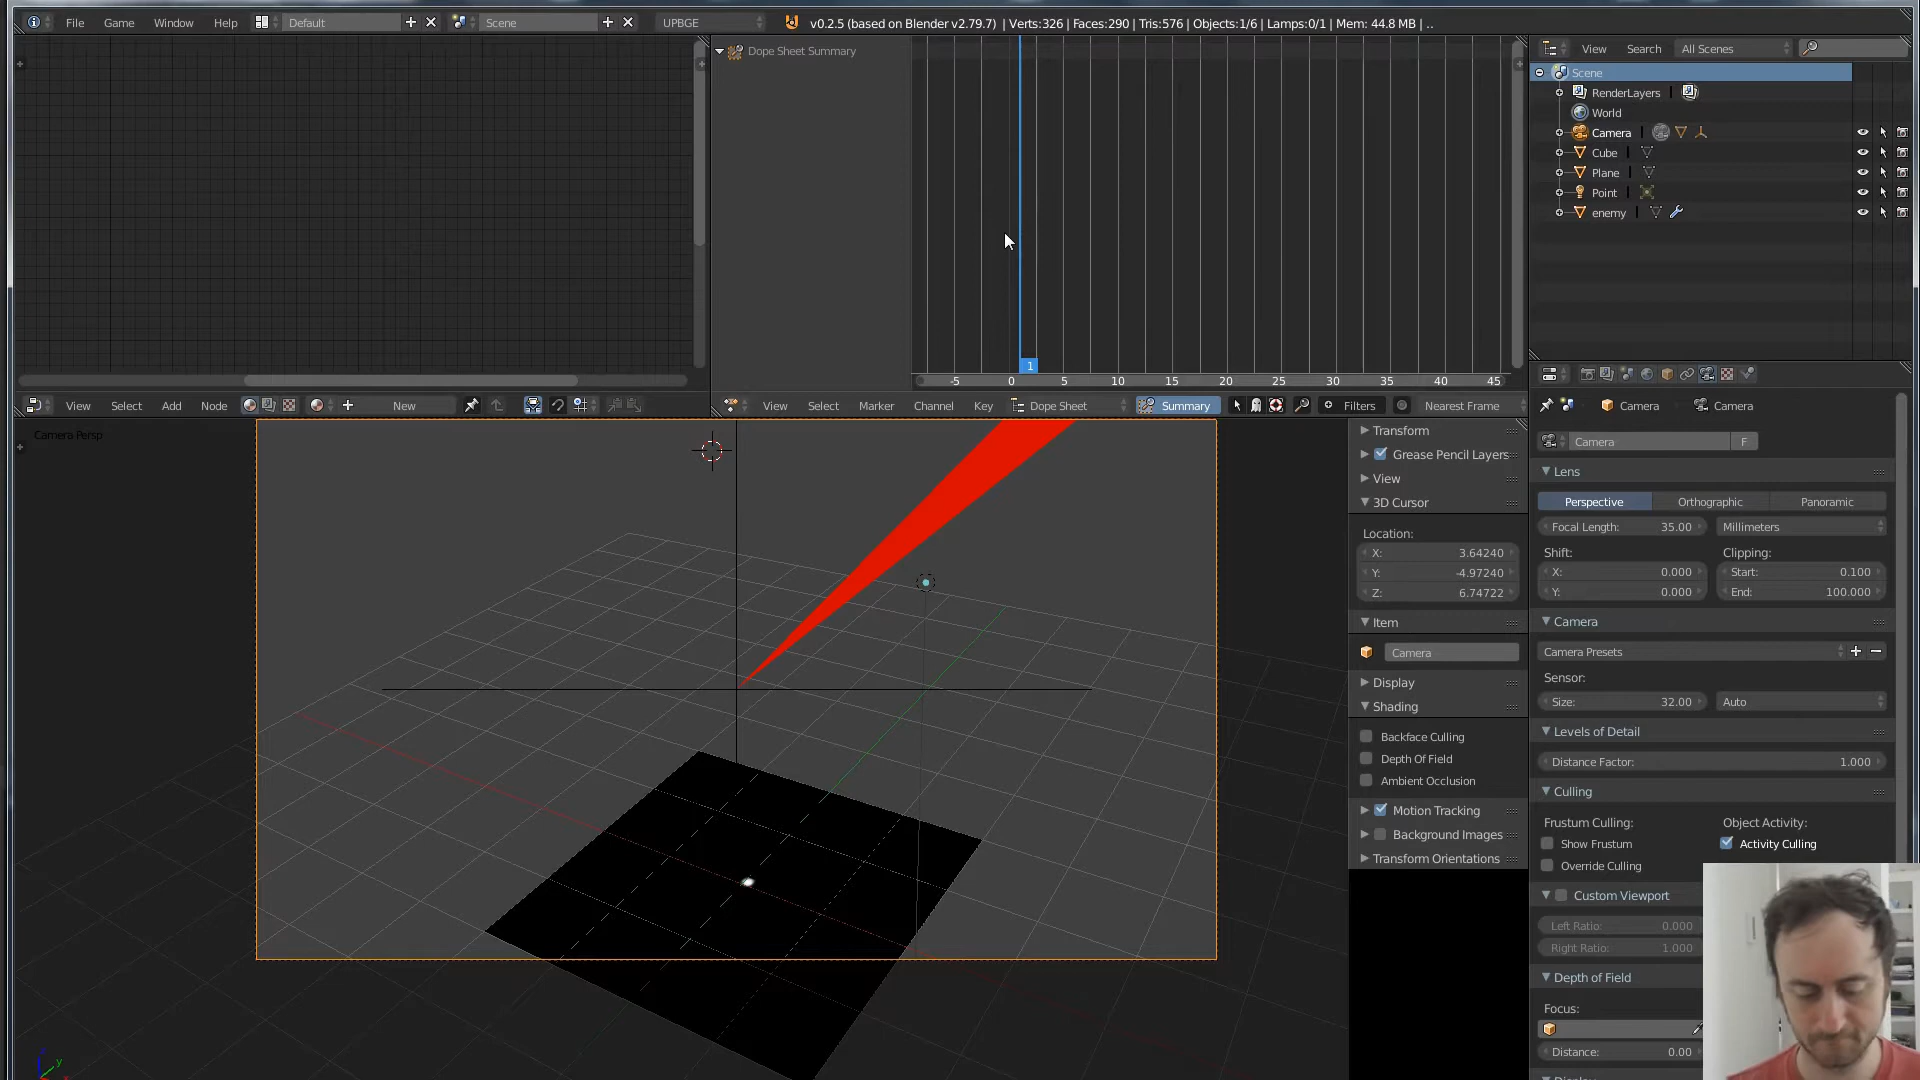 File Game Window Help Default Scene UPBGE v0.2.5 (based on Blender v2.79.7) | Verts:326 | Faces:290 | Tris:576 | Objects:1/6 | Lamps:0/1 | Mem: 44.8 MB | ..
Dope Sheet Summary
-5 0 1 5 10 15 20 25 30 35 40 45
View Search All Scenes
Scene
RenderLayers
World
Camera
Cube
Plane
Point
enemy
View Select Add Node New
View Select Marker Channel Key Dope Sheet Summary Filters Nearest Frame
Camera Persp
y
Transform
Grease Pencil Layers
View
3D Cursor
Location:
X: 3.64240
Y: -4.97240
Z: 6.74722
Item
Camera
Display
Shading
Backface Culling
Depth Of Field
Ambient Occlusion
Motion Tracking
Background Images
Transform Orientations
Camera Camera
Camera F
Lens
Perspective Orthographic Panoramic
Focal Length: 35.00 Millimeters
Shift: Clipping:
X: 0.000 Start: 0.100
Y: 0.000 End: 100.000
Camera
Camera Presets
Sensor:
Size: 32.00 Auto
Levels of Detail
Distance Factor: 1.000
Culling
Frustum Culling: Object Activity:
Show Frustum Activity Culling
Override Culling
Custom Viewport
Left Ratio: 0.000
Right Ratio: 1.000
Depth of Field
Focus:
Distance: 0.00